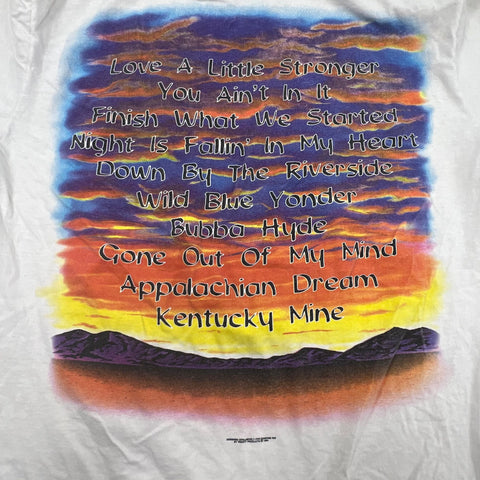 Love A Little Stronger
You Ain't In It
Finish What We Started
Night Is Fallin' In My Heart
Down By The Riverside
Wild Blue Yonder
Bubba Hyde
Gone Out Of My Mind
Appalachian Dream
Kentucky Mine